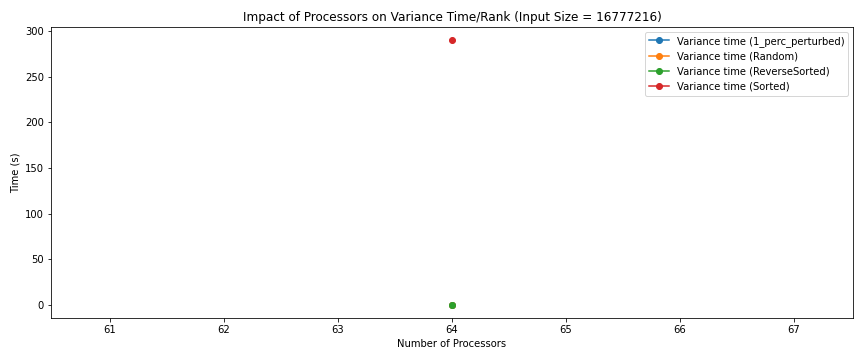 Impact of Processors on Variance Time/Rank (Input Size = 16777216)
300
250
200
150
100
50
0
Time (s)
Variance time (1_perc_perturbed)
Variance time (Random)
Variance time (ReverseSorted)
Variance time (Sorted)
61 62 63 64 65 66 67
Number of Processors